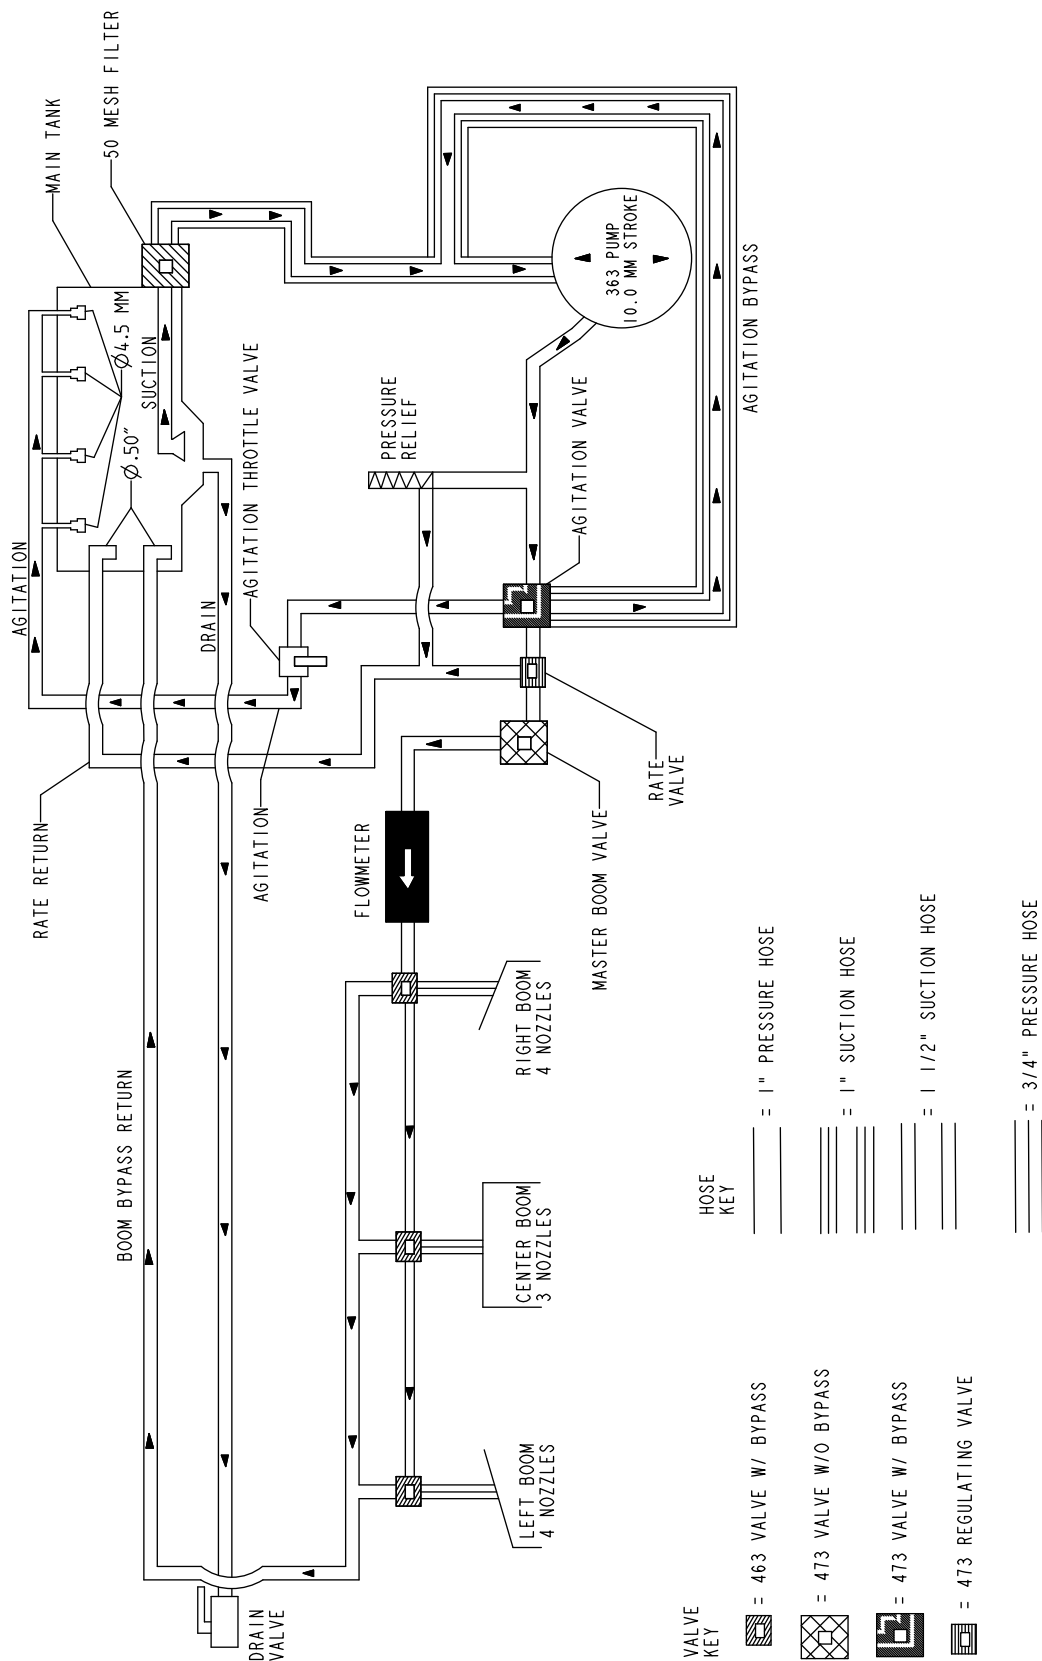 AGITATION
MAIN TANK
50 MESH FILTER
Ø.50"
Ø4.5 MM
SUCTION
DRAIN
AGITATION THROTTLE VALVE
RATE RETURN
AGITATION
BOOM BYPASS RETURN
DRAIN
VALVE
FLOWMETER
PRESSURE
RELIEF
363 PUMP
10.0 MM STROKE
AGITATION VALVE
AGITATION BYPASS
RATE
VALVE
MASTER BOOM VALVE
LEFT BOOM
4 NOZZLES
CENTER BOOM
3 NOZZLES
RIGHT BOOM
4 NOZZLES
VALVE
KEY
= 463 VALVE W/ BYPASS
= 473 VALVE W/O BYPASS
= 473 VALVE W/ BYPASS
= 473 REGULATING VALVE
HOSE
KEY
= 1" PRESSURE HOSE
= 1" SUCTION HOSE
= 1 1/2" SUCTION HOSE
= 3/4" PRESSURE HOSE